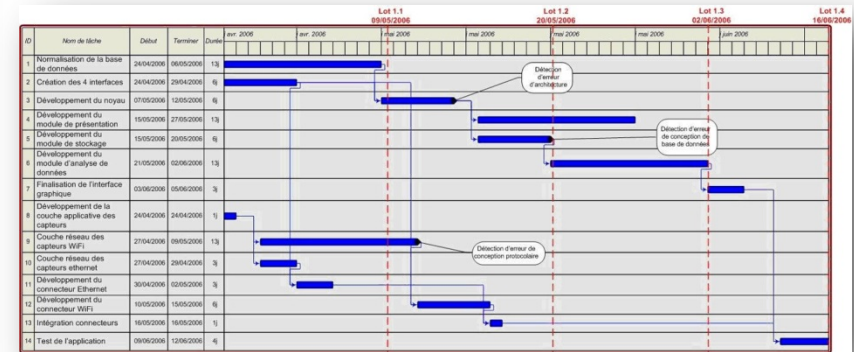 Lot 1.1
09/05/2006
Lot 1.2
20/05/2006
Lot 1.3
02/06/2006
Lot 1.4
16/06/2006
ID Nom de tâche Début Terminer Durée avr. 2006 avr. 2006 mai 2006 mai 2006 mai 2006 mai 2006 juin 2006
1 Normalisation de la base
de données 24/04/2006 06/05/2006 13j
2 Création des 4 interfaces 24/04/2006 29/04/2006 6j
3 Développement du noyau 07/05/2006 12/05/2006 6j
4 Développement du
module de présentation 15/05/2006 27/05/2006 13j
5 Développement du
module de stockage 15/05/2006 20/05/2006 6j
6 Développement du
module d'analyse de
données 21/05/2006 02/06/2006 13j
7 Finalisation de l'interface
graphique 03/06/2006 05/06/2006 3j
8 Développement de la
couche applicative des
capteurs 24/04/2006 24/04/2006 1j
9 Couche réseau des
capteurs WiFi 27/04/2006 09/05/2006 13j
10 Couche réseau des
capteurs ethernet 27/04/2006 29/04/2006 3j
11 Développement du
connecteur Ethernet 30/04/2006 02/05/2006 3j
12 Développement du
connecteur WiFi 10/05/2006 15/05/2006 6j
13 Intégration connecteurs 16/05/2006 16/05/2006 1j
14 Test de l'application 09/06/2006 12/06/2006 4j
Détection
d'erreur
d'architecture
Détection d'erreur
de conception de
base de données
Détection d'erreur de
conception protocolaire